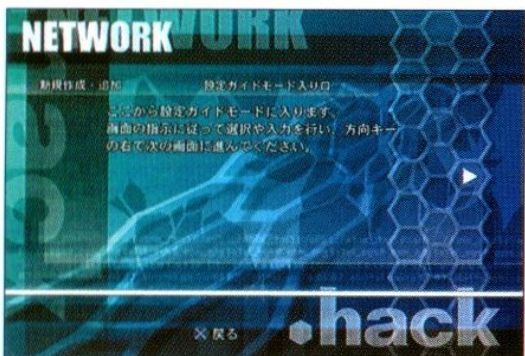 NETWORK
新規作成・追加 設定ガイドモード入り口
ここから設定ガイドモードに入ります。
画面の指示に従って選択や入力を行い、方向キー
の右で次の画面に進んでください。
× 戻る
.hack